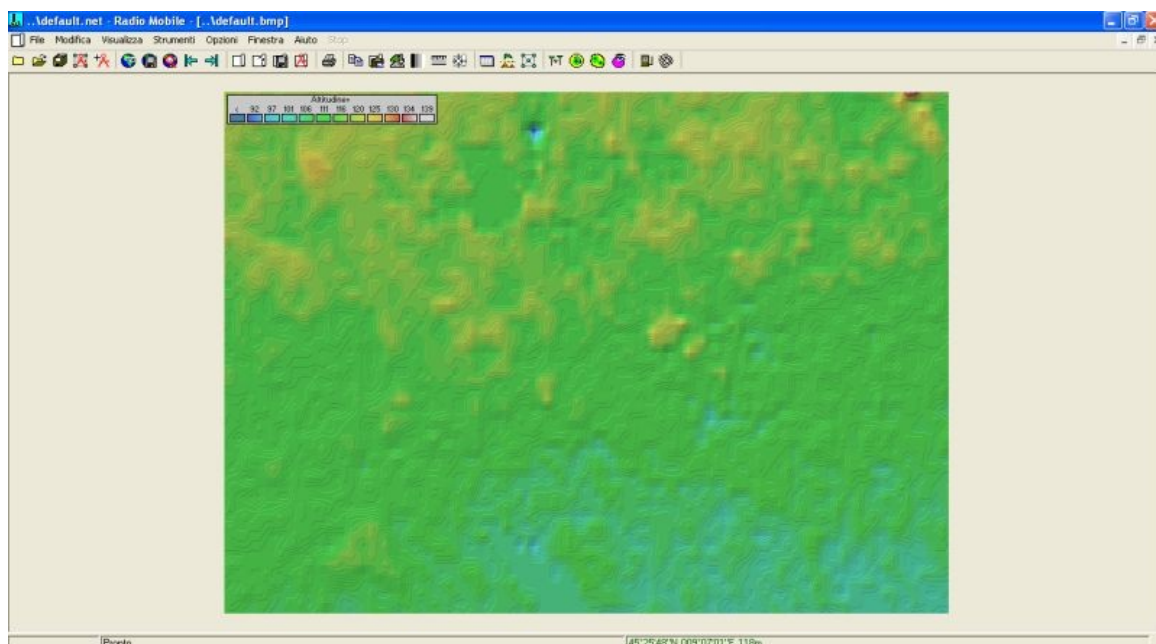 ..\default.net - Radio Mobile - [..\default.bmp]
File Modifica Visualizza Strumenti Opzioni Finestra Aiuto Stop
Altitudine+
< 92 97 101 106 111 116 120 125 130 134 139
Pronto 45°25'48"N 009°07'01"E 118m